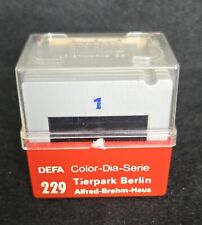 1
DEFA Color-Dia-Serie
229 Tierpark Berlin
Alfred-Brehm-Haus